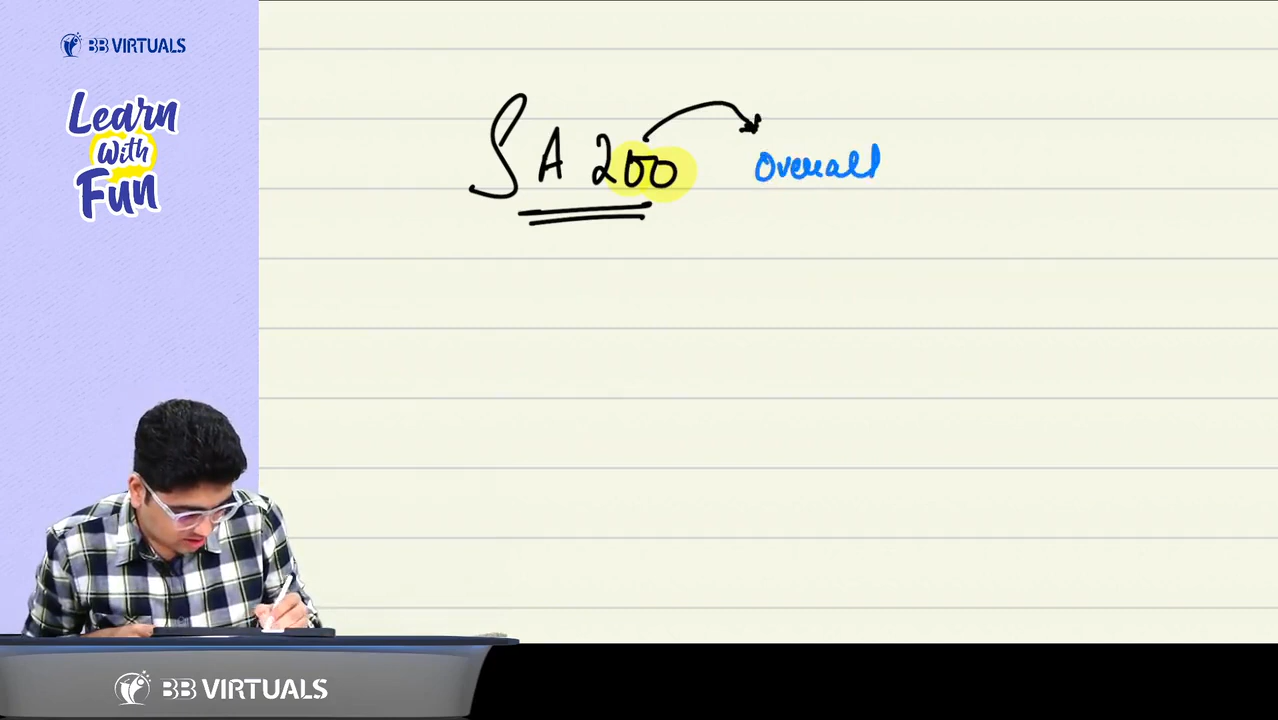 BB VIRTUALS
Learn
With
Fun
SA 200
Overall
BB VIRTUALS